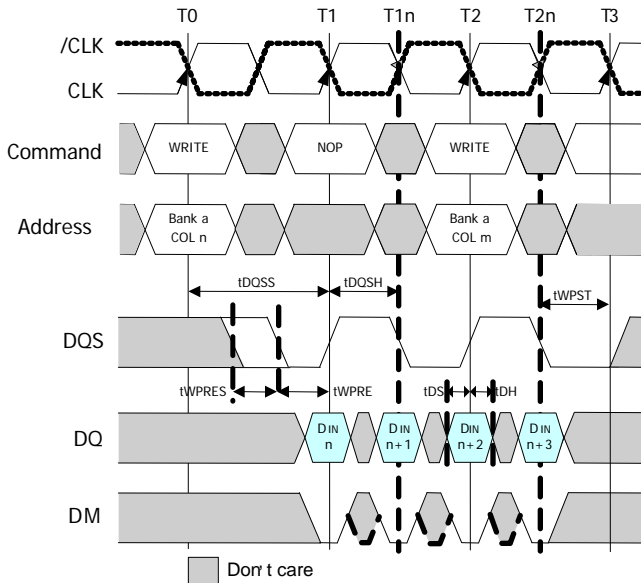 T0 T1 T1n T2 T2n T3
/CLK
CLK
Command WRITE NOP WRITE
Address Bank a COL n Bank a COL m
tDQSS tDQSH tWPST
DQS
tWPRES tWPRE tDS tDH
DQ DIN n DIN n+1 DIN n+2 DIN n+3
DM
Don't care